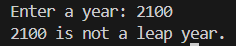 Enter a year: 2100
2100 is not a leap year.